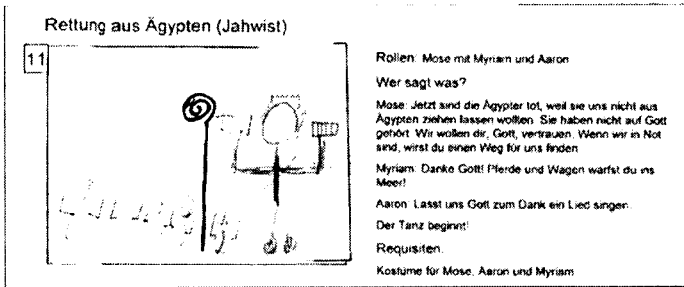 Rettung aus Ägypten (Jahwist)
11
Rollen: Mose mit Myriam und Aaron
Wer sagt was?
Mose: Jetzt sind die Ägypter tot, weil sie uns nicht aus
Ägypten ziehen lassen wollten. Sie haben nicht auf Gott
gehört. Wir wollen dir, Gott, vertrauen. Wenn wir in Not
sind, wirst du einen Weg für uns finden
Myriam: Danke Gott! Pferde und Wagen warfst du ins
Meer!
Aaron: Lasst uns Gott zum Dank ein Lied singen.
Der Tanz beginnt!
Requisiten:
Kostüme für Mose, Aaron und Myriam